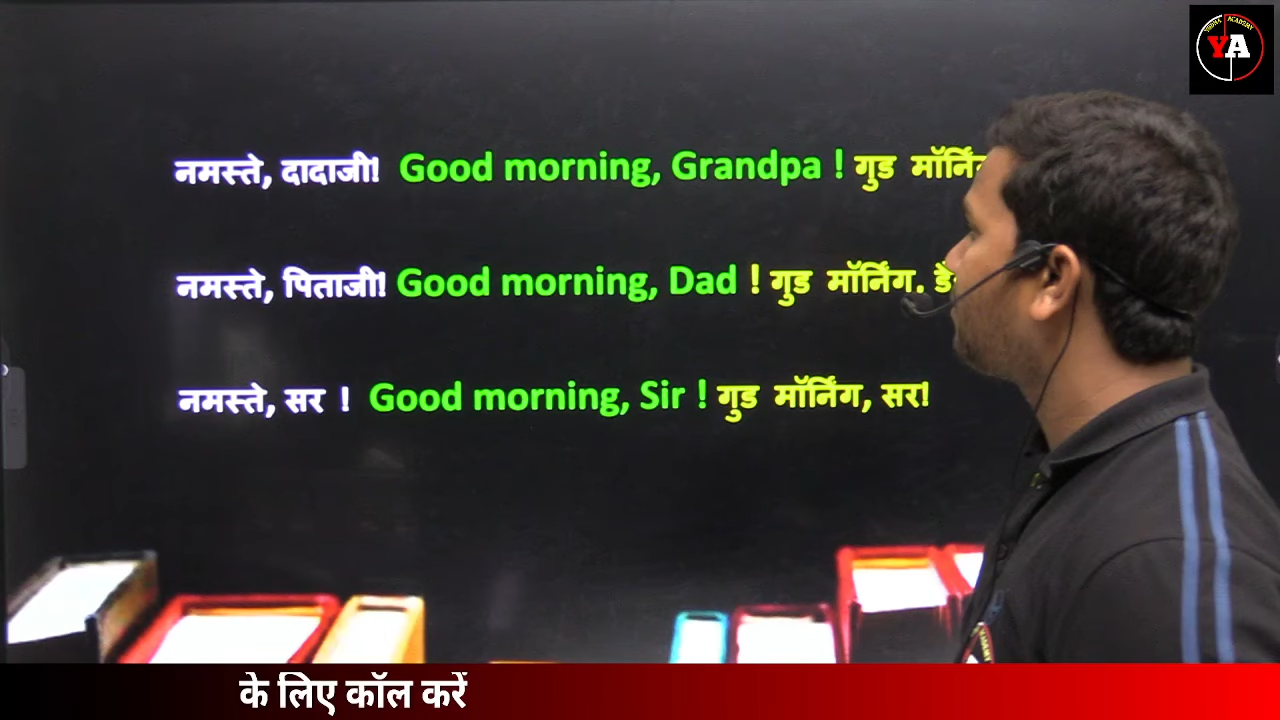 YA
नमस्ते, दादाजी! Good morning, Grandpa ! गुड
नमस्ते, पिताजी! Good morning, Dad ! गुड मॉर्निंग.
नमस्ते, सर ! Good morning, Sir ! गुड मॉर्निंग, सर!
के लिए कॉल करें